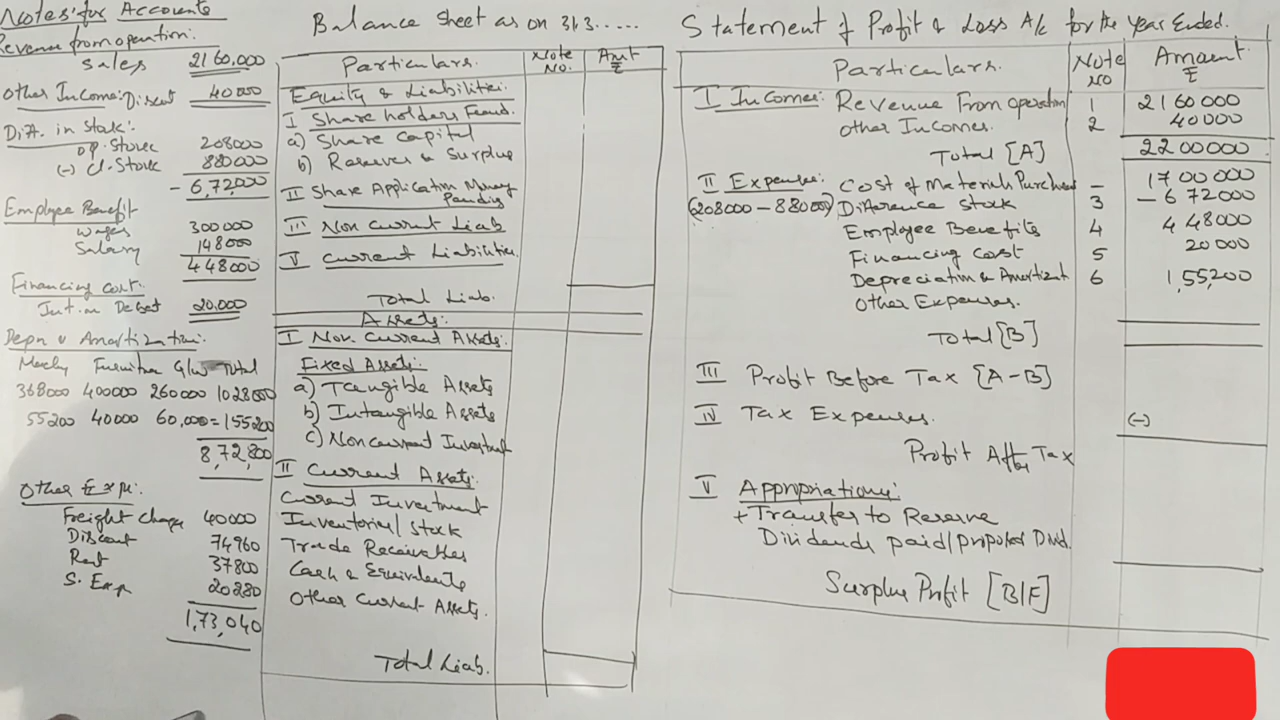 Notes for Accounts
Revenue from operation:
Sales 2160,000
Other Income: Discount 40000
Diff. in Stock:
op. Stock 208000
(-) Cl. Stock 880000
- 6,72,000
Employee Benefit
Wages 300000
Salary 148000
448000
Financing cost:
Int. on Debet 20,000
Depn & Amortization:
Machy Furniture G/w Total
368000 400000 260000 1028000
55200 40000 60,000 = 155200
8,72,800
Other Exp:
Freight Charge 40000
Discount 74960
Rent 37800
S. Exp 20280
1,73,040
Balance Sheet as on 31.3.....
Particulars. Note No. Amt ₹
Equity & Liabilities:
I Share holders Fund.
a) Share Capital
b) Reserves & Surplus
II Share Application Money Pending
III Non Current Liab
V Current Liabilities
Total Liab.
Assets:
I Non. Current Assets:
Fixed Assets:
a) Tangible Assets
b) Intangible Assets
c) Non current Investment
II Current Assets:
Current Investment
Inventories/Stock
Trade Receivables
Cash & Equivalents
Other Current Assets.
Total Liab.
Statement of Profit & Loss A/c for the year Ended.
Particulars. Note No Amount ₹
I Incomes: Revenue From operation 1 2160000
Other Incomes. 2 40000
Total [A] 2200000
II Expenses: Cost of Materials Purchased - 1700000
(208000 - 88000) Difference Stock 3 - 672000
Employee Benefits 4 448000
Financing Cost 5 20000
Depreciation & Amortizant 6 1,55,200
Other Expenses.
Total [B]
III Profit Before Tax [A-B]
IV Tax Expenses. (-)
Profit After Tax
V Appropriations:
+ Transfer to Reserve
Dividends paid/proposed Divid.
Surplus Profit [B/F]